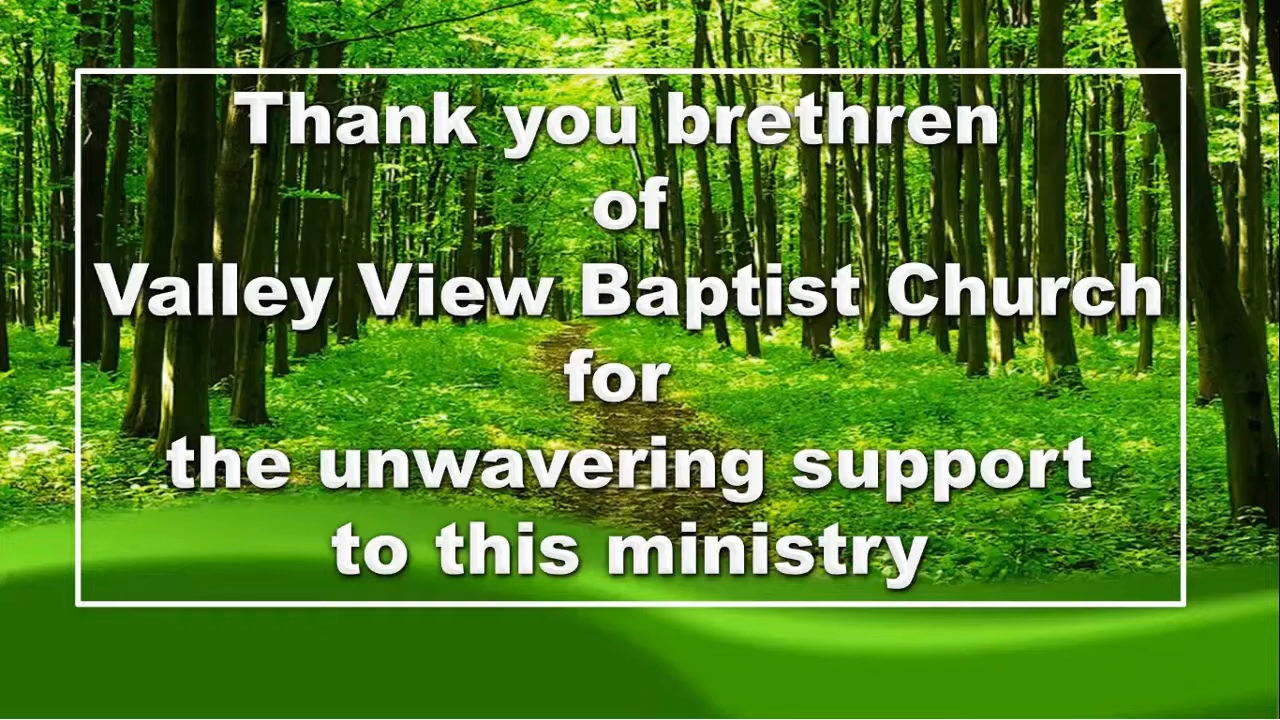 Thank you brethren
of
Valley View Baptist Church
for
the unwavering support
to this ministry